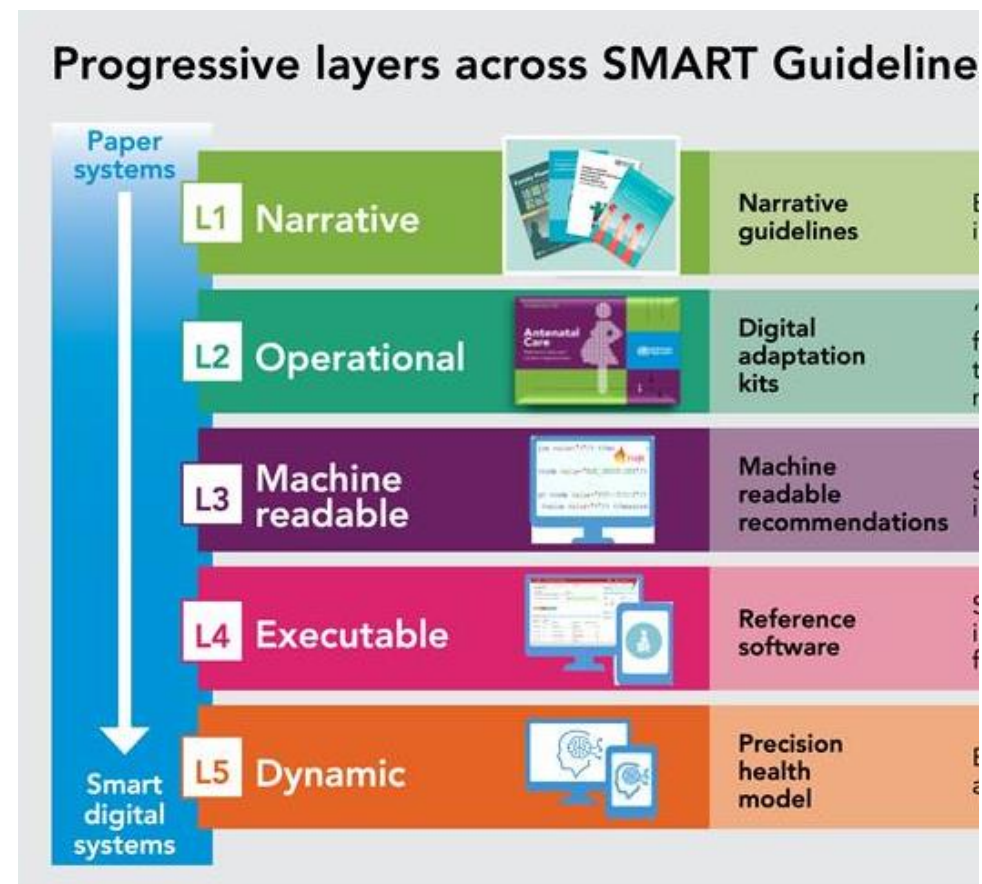 Progressive layers across SMART Guideline
Paper
systems
L1
Narrative
Narrative
guidelines
L2
Operational
Antenatal
Care
Digital
adaptation
kits
L3
Machine
readable
Machine
readable
recommendations
L4
Executable
Reference
software
L5
Dynamic
Precision
health
model
Smart
digital
systems